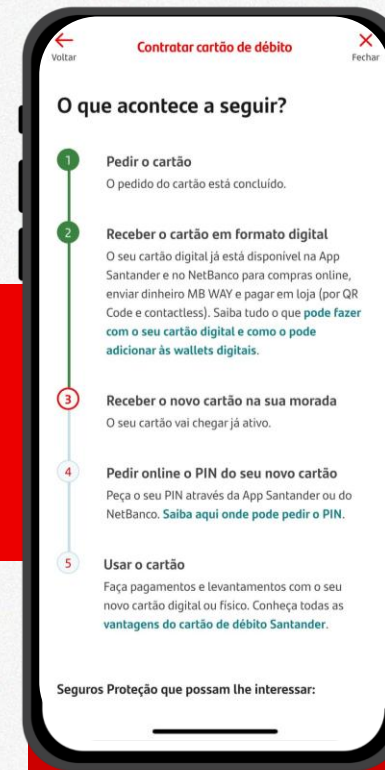 Voltar
Contratar cartão de débito
Fechar
O que acontece a seguir?
1
Pedir o cartão
O pedido do cartão está concluído.
2
Receber o cartão em formato digital
O seu cartão digital já está disponível na App
Santander e no NetBanco para compras online,
enviar dinheiro MB WAY e pagar em loja (por QR
Code e contactless). Saiba tudo o que pode fazer
com o seu cartão digital e como o pode
adicionar às wallets digitais.
3
Receber o novo cartão na sua morada
O seu cartão vai chegar já ativo.
4
Pedir online o PIN do seu novo cartão
Peça o seu PIN através da App Santander ou do
NetBanco. Saiba aqui onde pode pedir o PIN.
5
Usar o cartão
Faça pagamentos e levantamentos com o seu
novo cartão digital ou físico. Conheça todas as
vantagens do cartão de débito Santander.
Seguros Proteção que possam lhe interessar: